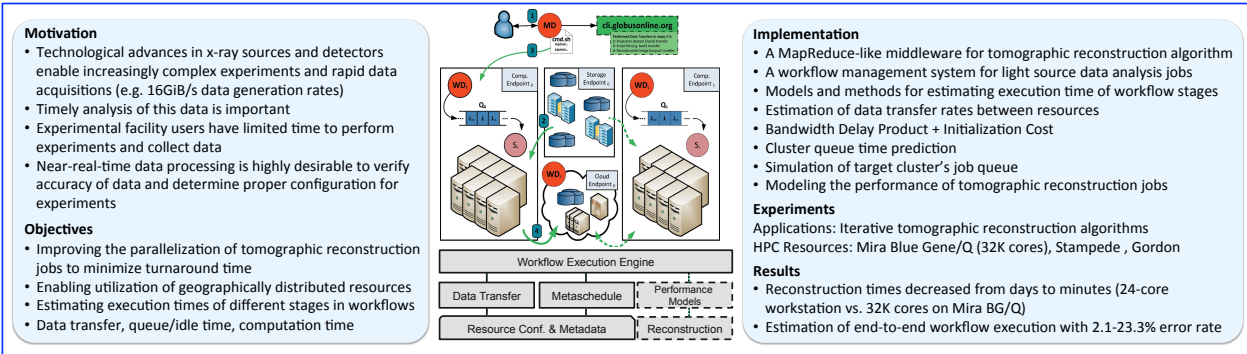 Motivation
• Technological advances in x-ray sources and detectors
enable increasingly complex experiments and rapid data
acquisitions (e.g. 16GiB/s data generation rates)
• Timely analysis of this data is important
• Experimental facility users have limited time to perform
experiments and collect data
• Near-real-time data processing is highly desirable to verify
accuracy of data and determine proper configuration for
experiments
Objectives
• Improving the parallelization of tomographic reconstruction
jobs to minimize turnaround time
• Enabling utilization of geographically distributed resources
• Estimating execution times of different stages in workflows
• Data transfer, queue/idle time, computation time
1
MD
cli.globusonline.org
cmd.sh
3
WD
Comp.
Endpoint
Storage
Endpoint
Comp.
Endpoint
WD
Q
Q
2
S
S
WD
Cloud
Endpoint
4
Workflow Execution Engine
Data Transfer
Metaschedule
Performance
Models
Resource Conf. & Metadata
Reconstruction
Implementation
• A MapReduce-like middleware for tomographic reconstruction algorithm
• A workflow management system for light source data analysis jobs
• Models and methods for estimating execution time of workflow stages
• Estimation of data transfer rates between resources
• Bandwidth Delay Product + Initialization Cost
• Cluster queue time prediction
• Simulation of target cluster's job queue
• Modeling the performance of tomographic reconstruction jobs
Experiments
Applications: Iterative tomographic reconstruction algorithms
HPC Resources: Mira Blue Gene/Q (32K cores), Stampede , Gordon
Results
• Reconstruction times decreased from days to minutes (24-core
workstation vs. 32K cores on Mira BG/Q)
• Estimation of end-to-end workflow execution with 2.1-23.3% error rate